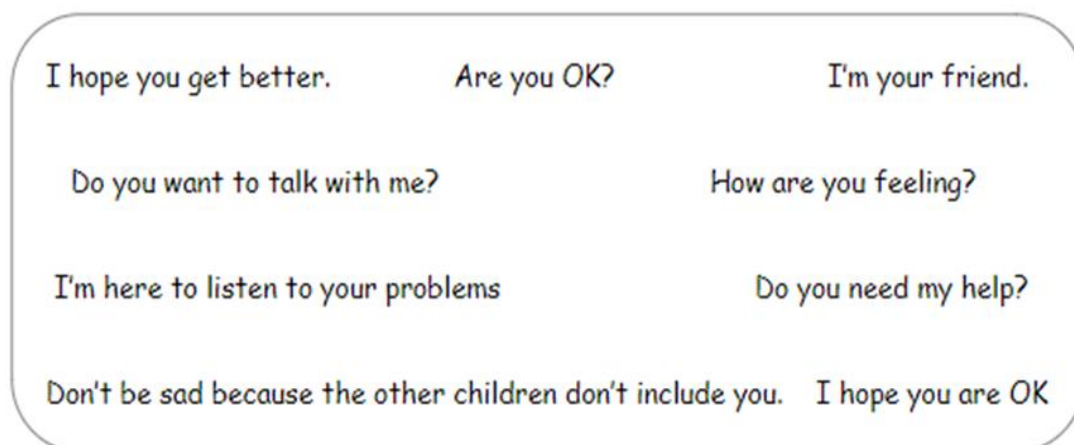 I hope you get better. Are you OK? I'm your friend.
Do you want to talk with me? How are you feeling?
I'm here to listen to your problems Do you need my help?
Don't be sad because the other children don't include you. I hope you are OK